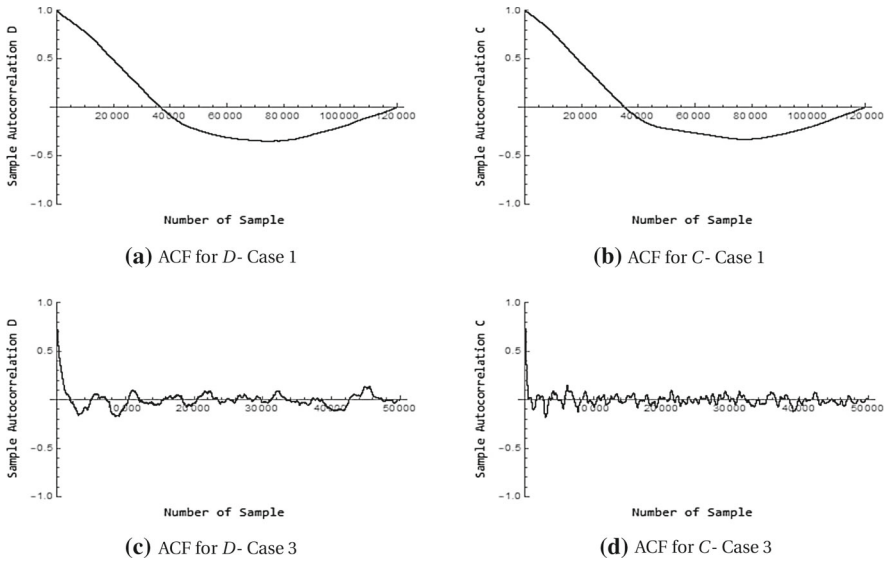 Sample Autocorrelation D
1.0
0.5
−0.5
−1.0
20 000 40 000 60 000 80 000 100 000 120 000
Number of Sample
(a) ACF for D- Case 1
Sample Autocorrelation C
1.0
0.5
−0.5
−1.0
20 000 40 000 60 000 80 000 100 000 120 000
Number of Sample
(b) ACF for C- Case 1
Sample Autocorrelation D
1.0
0.5
−0.5
−1.0
10 000 20 000 30 000 40 000 50 000
Number of Sample
(c) ACF for D- Case 3
Sample Autocorrelation C
1.0
0.5
−0.5
−1.0
10 000 20 000 30 000 40 000 50 000
Number of Sample
(d) ACF for C- Case 3